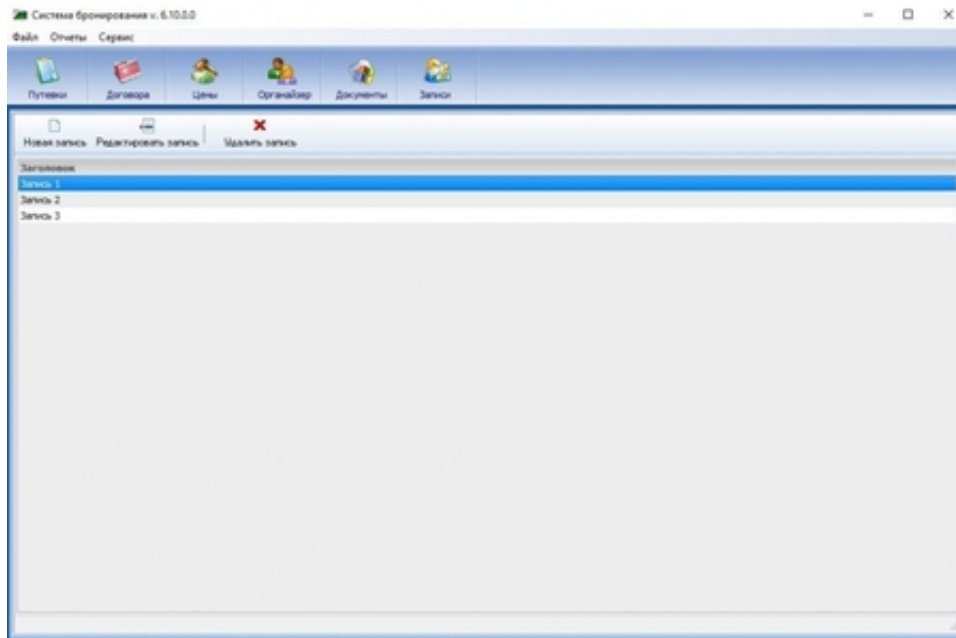 Система бронирования v. 6.10.0.0
Файл Отчеты Сервис
Путевки Договора Цены Органайзер Документы Записи
Новая запись Редактировать запись Удалить запись
Заголовок
Запись 1
Запись 2
Запись 3